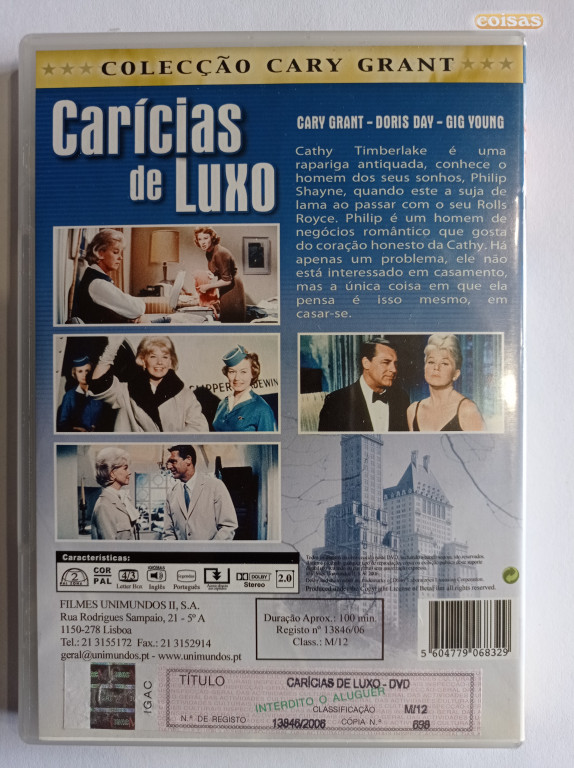 coisas
COLECÇÃO CARY GRANT
Carícias
de Luxo
CARY GRANT - DORIS DAY - GIG YOUNG
Cathy Timberlake é uma
rapariga antiquada, conhece o
homem dos seus sonhos, Philip
Shayne, quando este a suja de
lama ao passar com o seu Rolls
Royce. Philip é um homem de
negócios romântico que gosta
do coração honesto da Cathy. Há
apenas um problema, ele não
está interessado em casamento,
mas a única coisa em que ela
pensa é isso mesmo, em
casar-se.
Características:
2
COR
PAL
4/3
Letter Box
Inglês
Português
DOLBY
Stereo
2.0
FILMES UNIMUNDOS II, S.A.
Rua Rodrigues Sampaio, 21 - 5º A
1150-278 Lisboa
Tel.: 21 3155172 Fax.: 21 3152914
geral@unimundos.pt - www.unimundos.pt
Duração Aprox.: 100 min.
Registo nº 13846/06
Class.: M/12
5 604779 068329
IGAC
TÍTULO
CARÍCIAS DE LUXO - DVD
INTERDITO O ALUGUER
CLASSIFICAÇÃO
M/12
N.º DE REGISTO
13846/2006
CÓPIA N.º
698